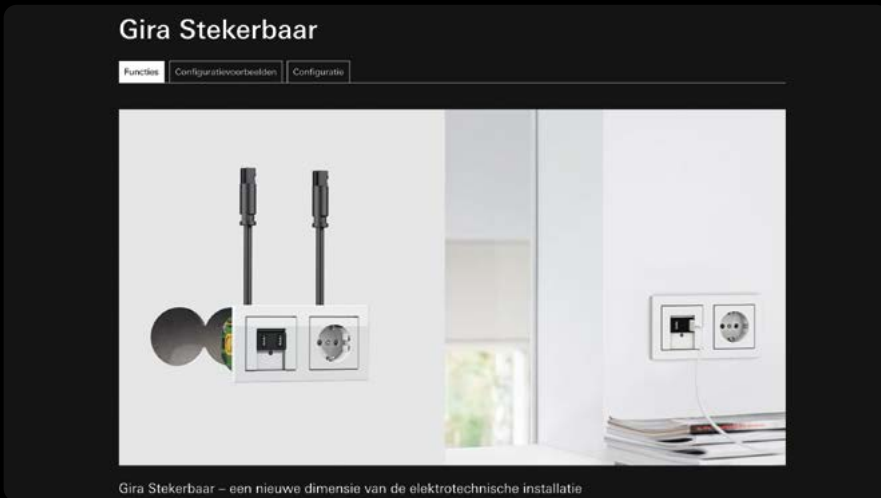 Gira Stekerbaar
Functies
Configuratievoorbeelden
Configuratie
Gira Stekerbaar – een nieuwe dimensie van de elektrotechnische installatie